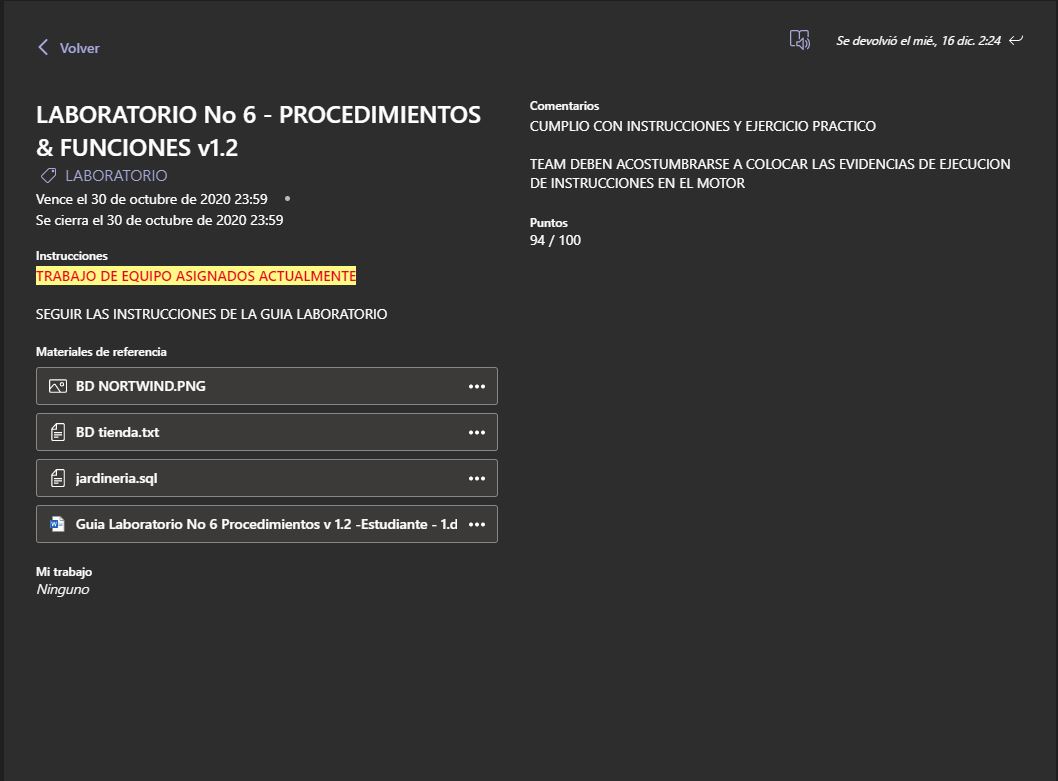 Volver
Se devolvió el mié., 16 dic. 2:24
LABORATORIO No 6 - PROCEDIMIENTOS
& FUNCIONES v1.2
LABORATORIO
Vence el 30 de octubre de 2020 23:59 •
Se cierra el 30 de octubre de 2020 23:59
Instrucciones
TRABAJO DE EQUIPO ASIGNADOS ACTUALMENTE
SEGUIR LAS INSTRUCCIONES DE LA GUIA LABORATORIO
Materiales de referencia
BD NORTWIND.PNG
BD tienda.txt
jardineria.sql
Guia Laboratorio No 6 Procedimientos v 1.2 -Estudiante - 1.d
Mi trabajo
Ninguno
Comentarios
CUMPLIO CON INSTRUCCIONES Y EJERCICIO PRACTICO
TEAM DEBEN ACOSTUMBRARSE A COLOCAR LAS EVIDENCIAS DE EJECUCION
DE INSTRUCCIONES EN EL MOTOR
Puntos
94 / 100